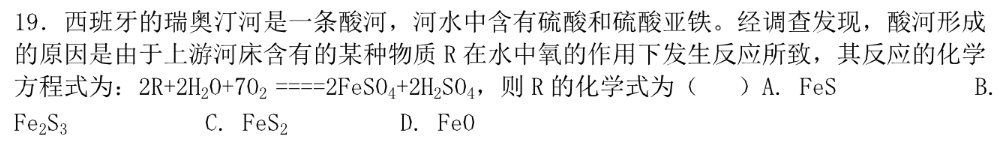 19．西班牙的瑞奥汀河是一条酸河，河水中含有硫酸和硫酸亚铁。经调查发现，酸河形成
的原因是由于上游河床含有的某种物质 R 在水中氧的作用下发生反应所致，其反应的化学
方程式为：2R+2H₂O+7O₂ ====2FeSO₄+2H₂SO₄，则 R 的化学式为（　　）A. FeS　　　　B.
Fe₂S₃　　　　C. FeS₂　　　　D. FeO